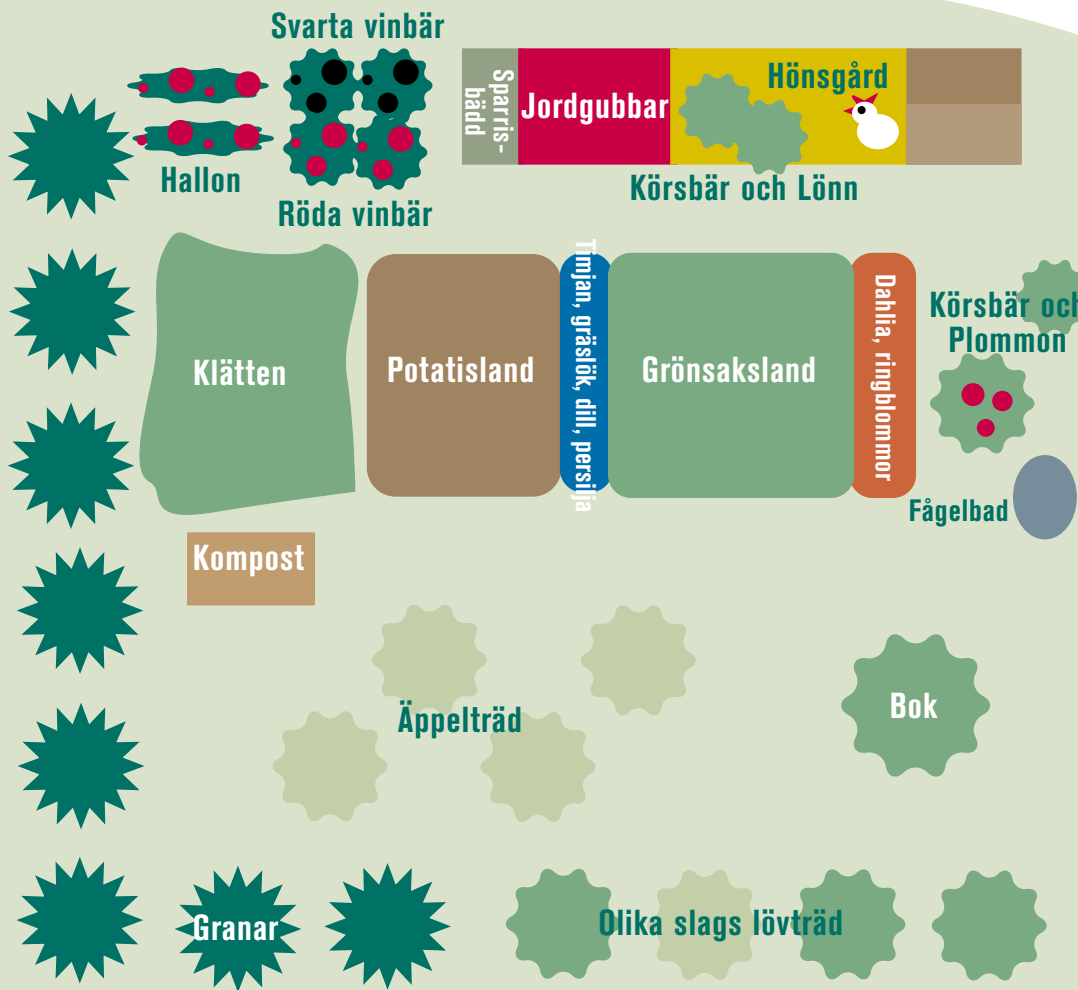 Svarta vinbär
Hallon
Röda vinbär
Sparris-
bädd
Jordgubbar
Hönsgård
Körsbär och Lönn
Klätten
Potatisland
Timjan, gräslök, dill, persilja
Grönsaksland
Dahlia, ringblommor
Körsbär och
Plommon
Fågelbad
Kompost
Äppelträd
Bok
Granar
Olika slags lövträd